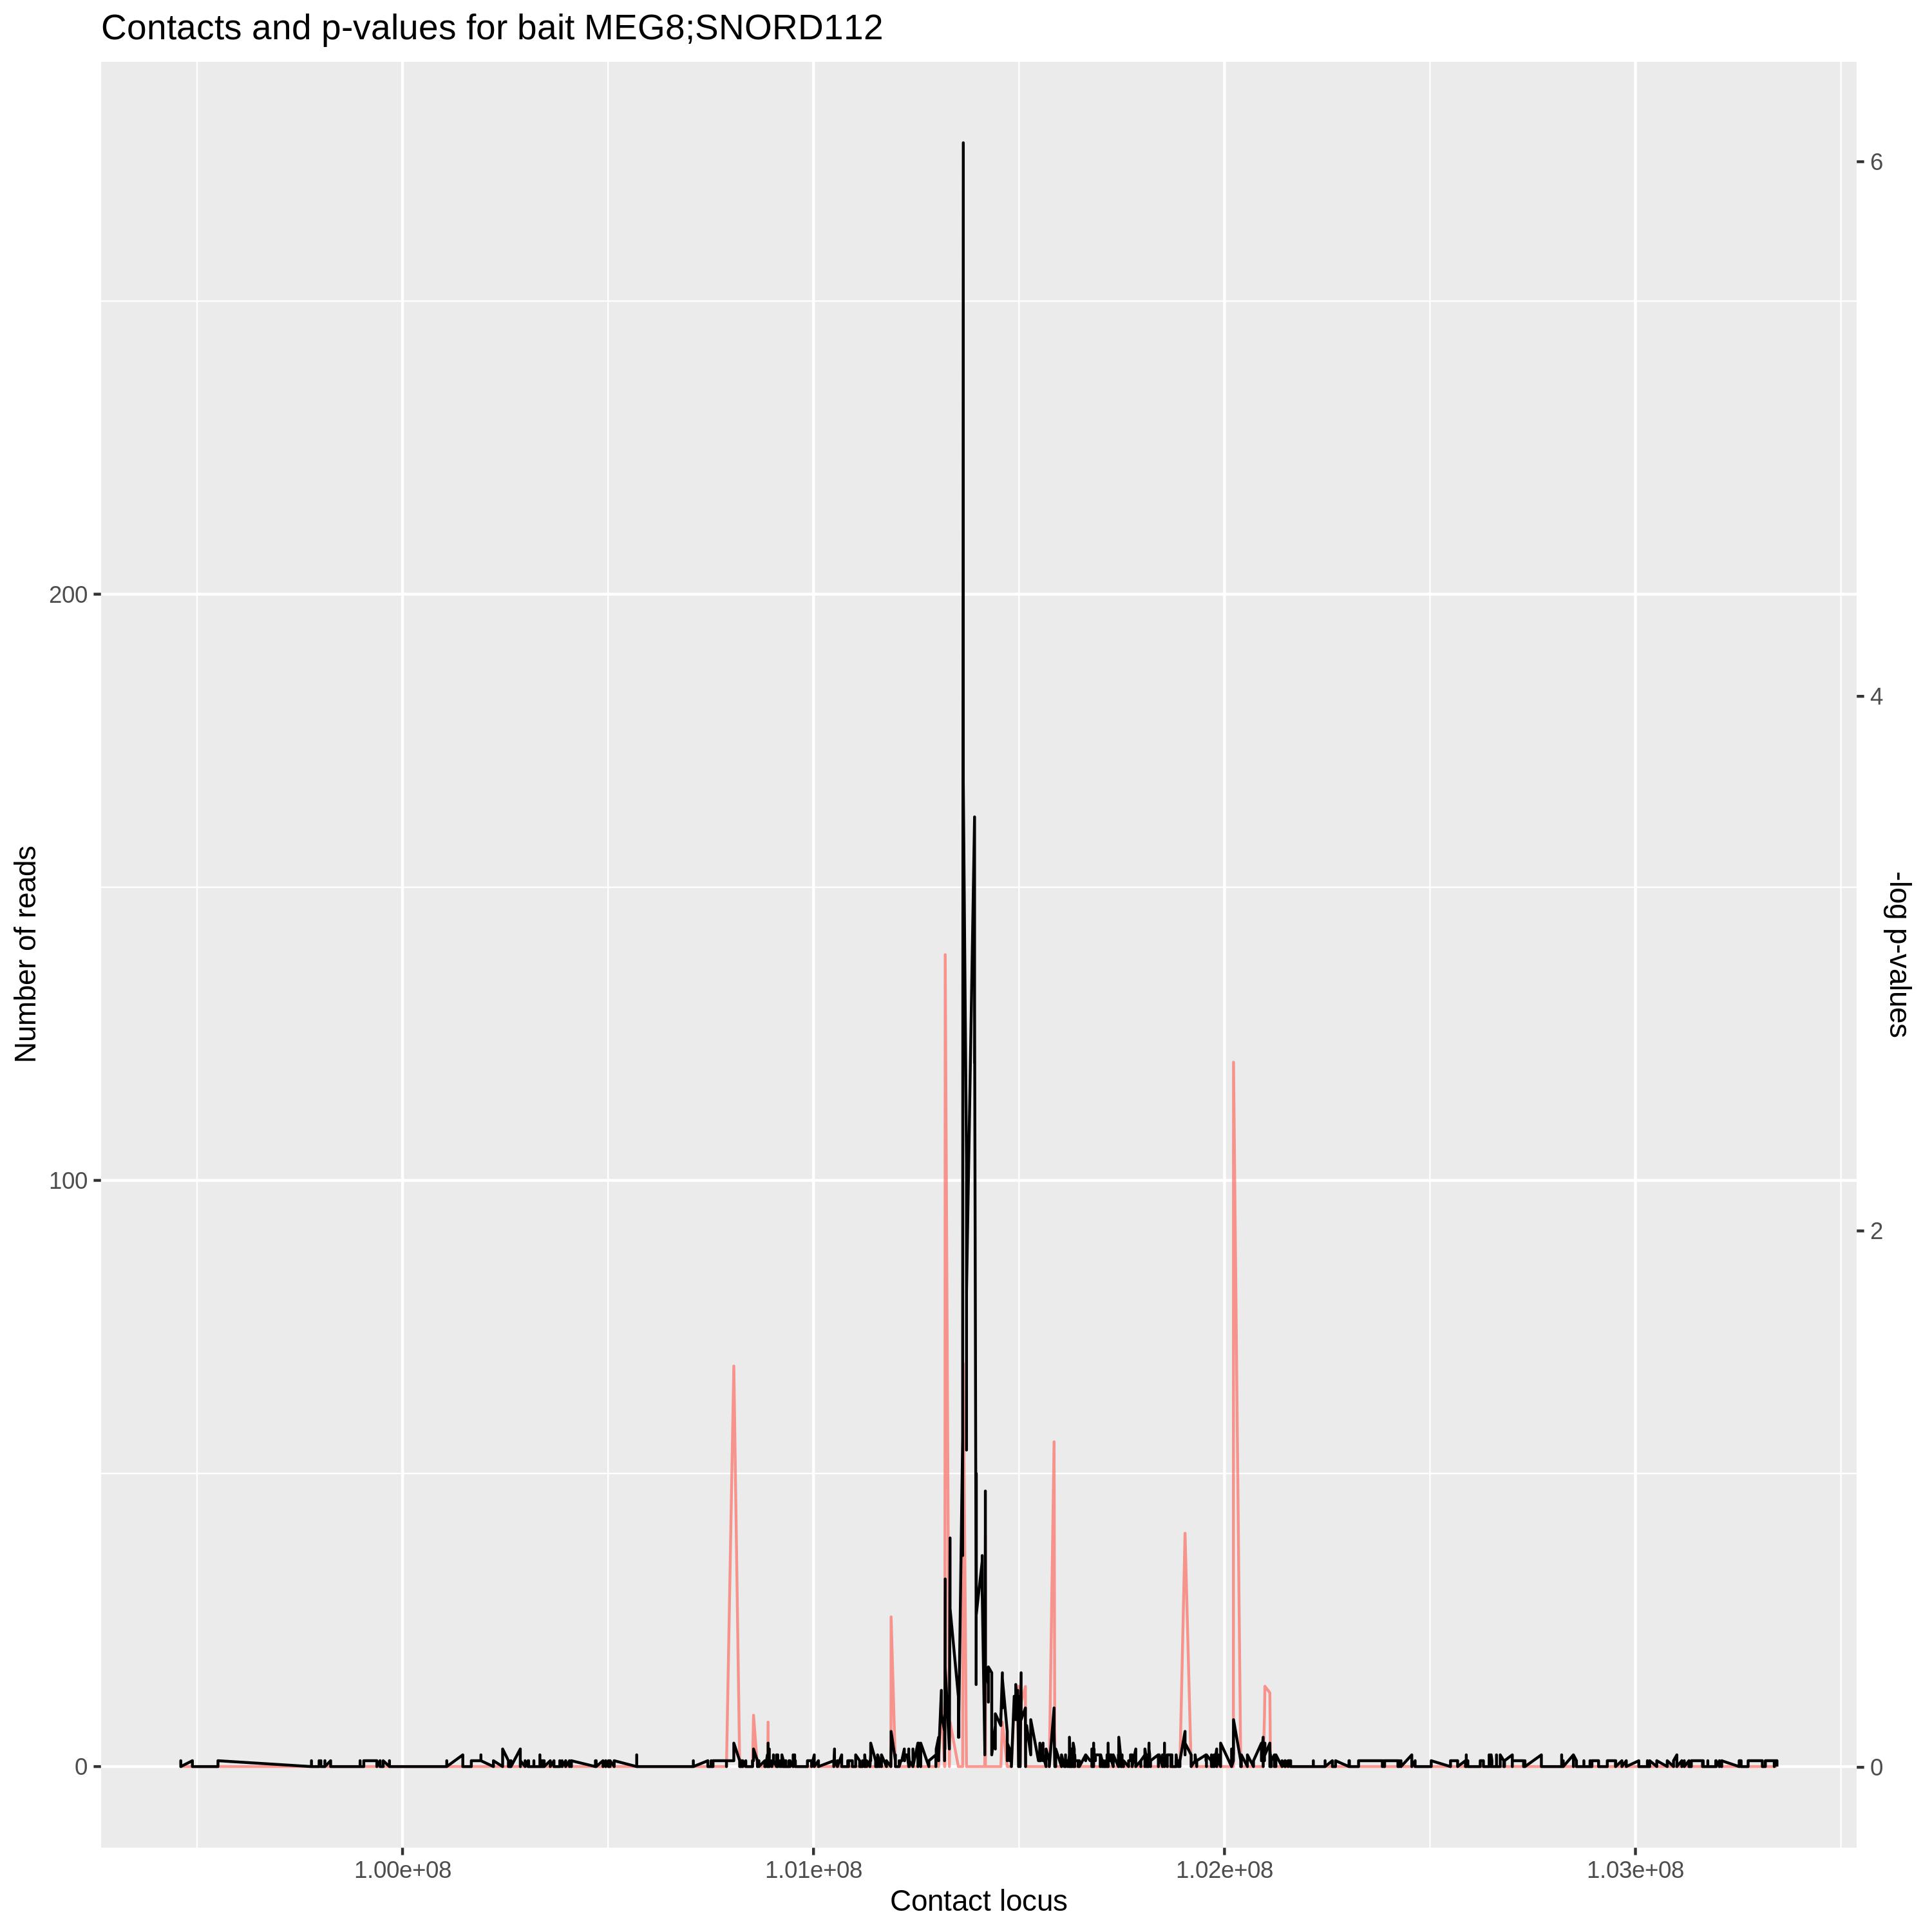 Contacts and p-values for bait MEG8;SNORD112
6
200
4
Number of reads
-log p-values
100
2
0
0
1.00e+08
1.01e+08
1.02e+08
1.03e+08
Contact locus